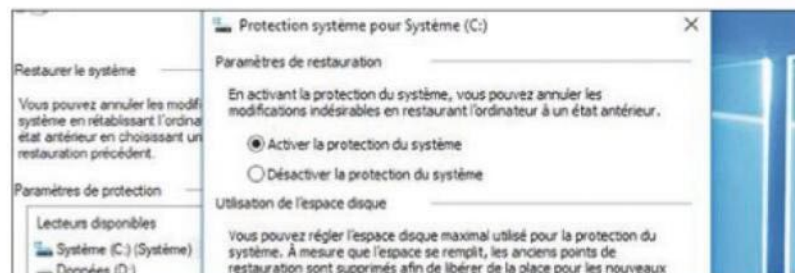 Protection système pour Système (C:)
Restaurer le système
Vous pouvez annuler les modifi
système en rétablissant l'ordina
état antérieur en choisissant un
restauration précédent.
Paramètres de protection
Lecteurs disponibles
Système (C:) (Système)
Données (D:)
Paramètres de restauration
En activant la protection du système, vous pouvez annuler les
modifications indésirables en restaurant l'ordinateur à un état antérieur.
Activer la protection du système
Désactiver la protection du système
Utilisation de l'espace disque
Vous pouvez régler l'espace disque maximal utilisé pour la protection du
système. À mesure que l'espace se remplit, les anciens points de
restauration sont supprimés afin de libérer de la place pour les nouveaux